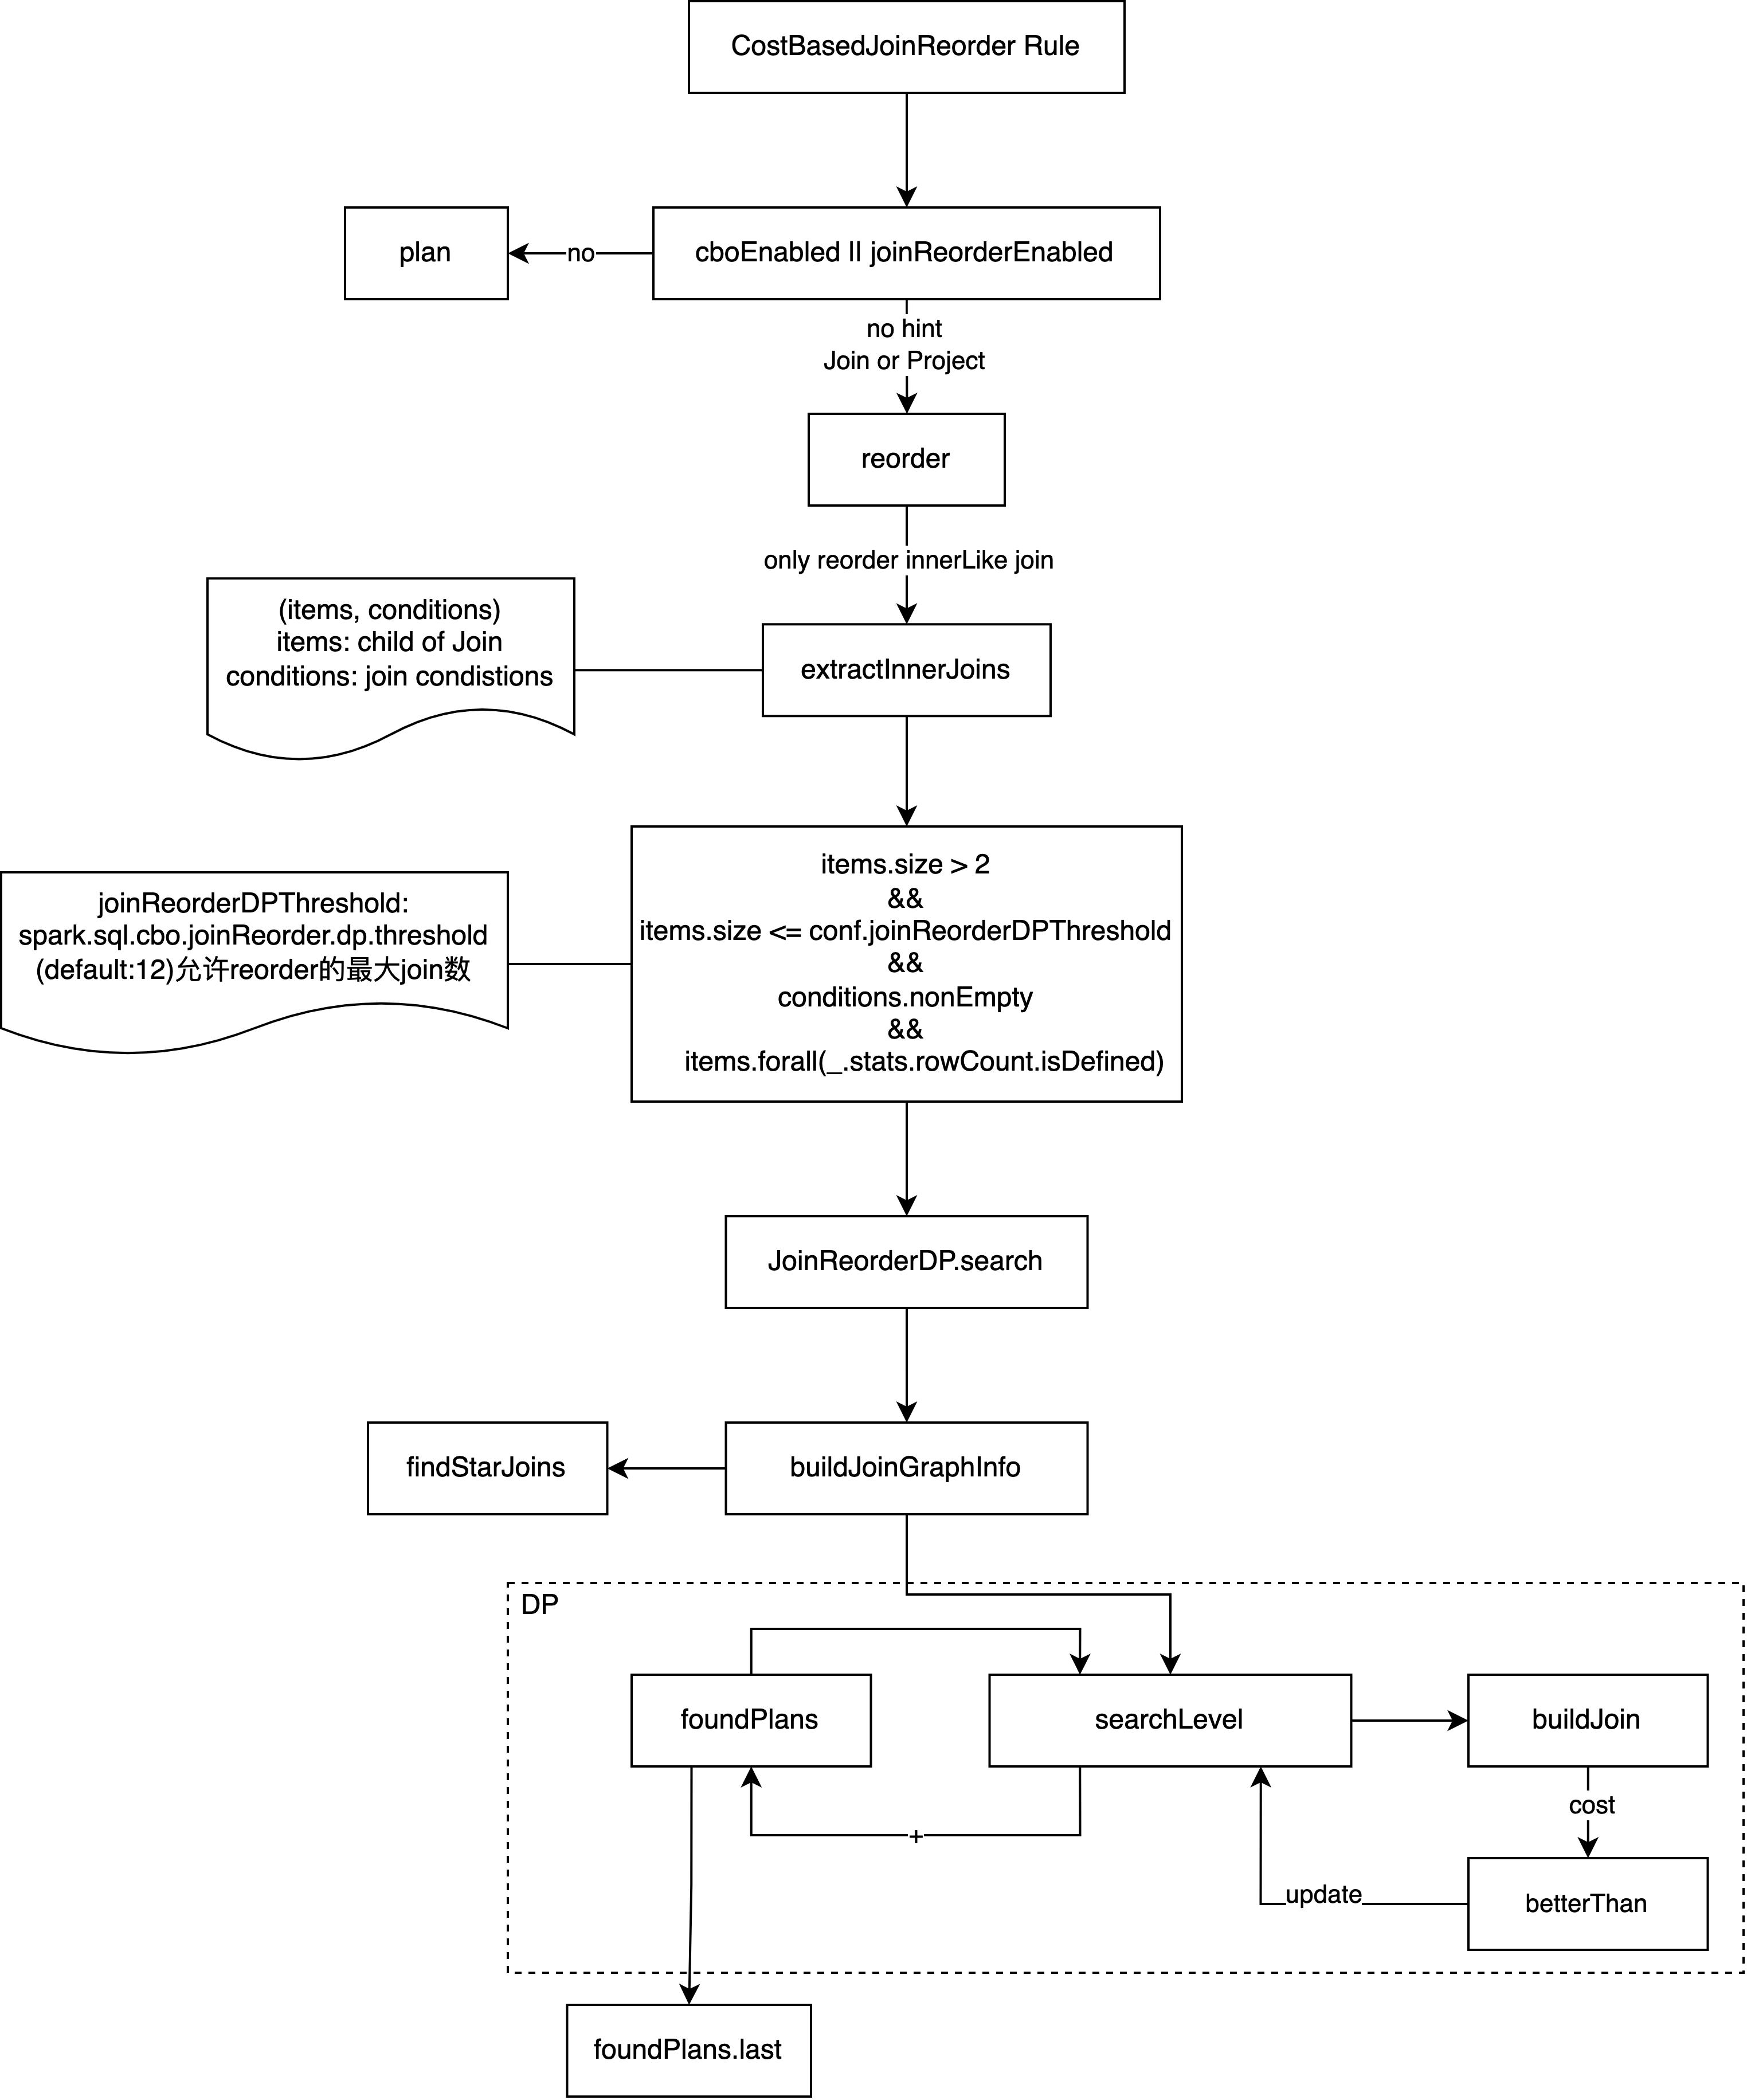 CostBasedJoinReorder Rule
plan
no
cboEnabled || joinReorderEnabled
no hint
Join or Project
reorder
only reorder innerLike join
(items, conditions)
items: child of Join
conditions: join condistions
extractInnerJoins
items.size > 2
&&
items.size <= conf.joinReorderDPThreshold
&&
conditions.nonEmpty
&&
items.forall(_.stats.rowCount.isDefined)
joinReorderDPThreshold:
spark.sql.cbo.joinReorder.dp.threshold
(default:12)允许reorder的最大join数
JoinReorderDP.search
findStarJoins
buildJoinGraphInfo
DP
foundPlans
searchLevel
buildJoin
cost
+
update
betterThan
foundPlans.last